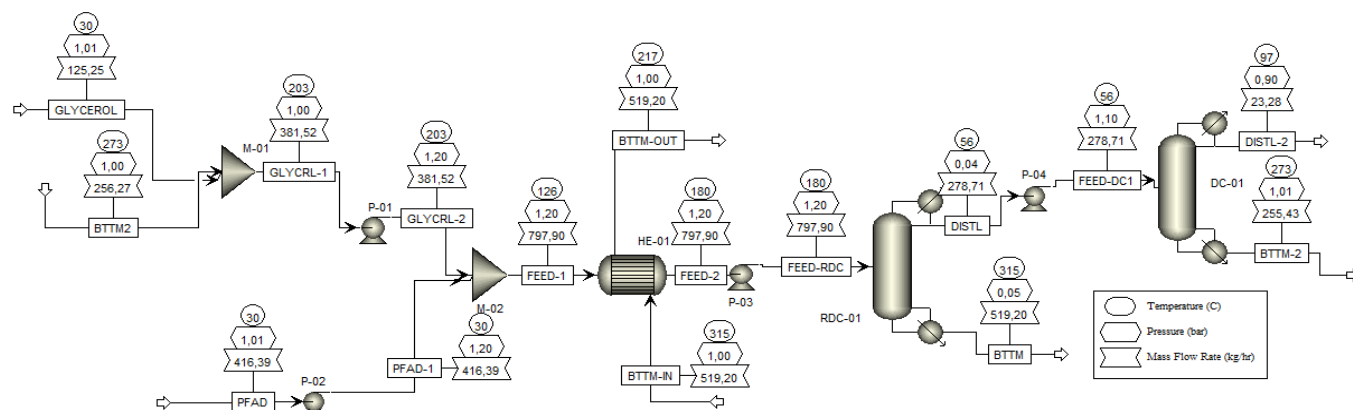 30
1,01
125,25
GLYCEROL
273
1,00
256,27
BTTM2
M-01
203
1,00
381,52
GLYCRL-1
P-01
203
1,20
381,52
GLYCRL-2
30
1,01
416,39
PFAD
P-02
PFAD-1
30
1,20
416,39
M-02
126
1,20
797,90
FEED-1
217
1,00
519,20
BTTM-OUT
HE-01
315
1,00
519,20
BTTM-IN
180
1,20
797,90
FEED-2
P-03
180
1,20
797,90
FEED-RDC
RDC-01
56
0,04
278,71
DISTL
315
0,05
519,20
BTTM
P-04
56
1,10
278,71
FEED-DC1
DC-01
97
0,90
23,28
DISTL-2
273
1,01
255,43
BTTM-2
Temperature (C)
Pressure (bar)
Mass Flow Rate (kg/hr)